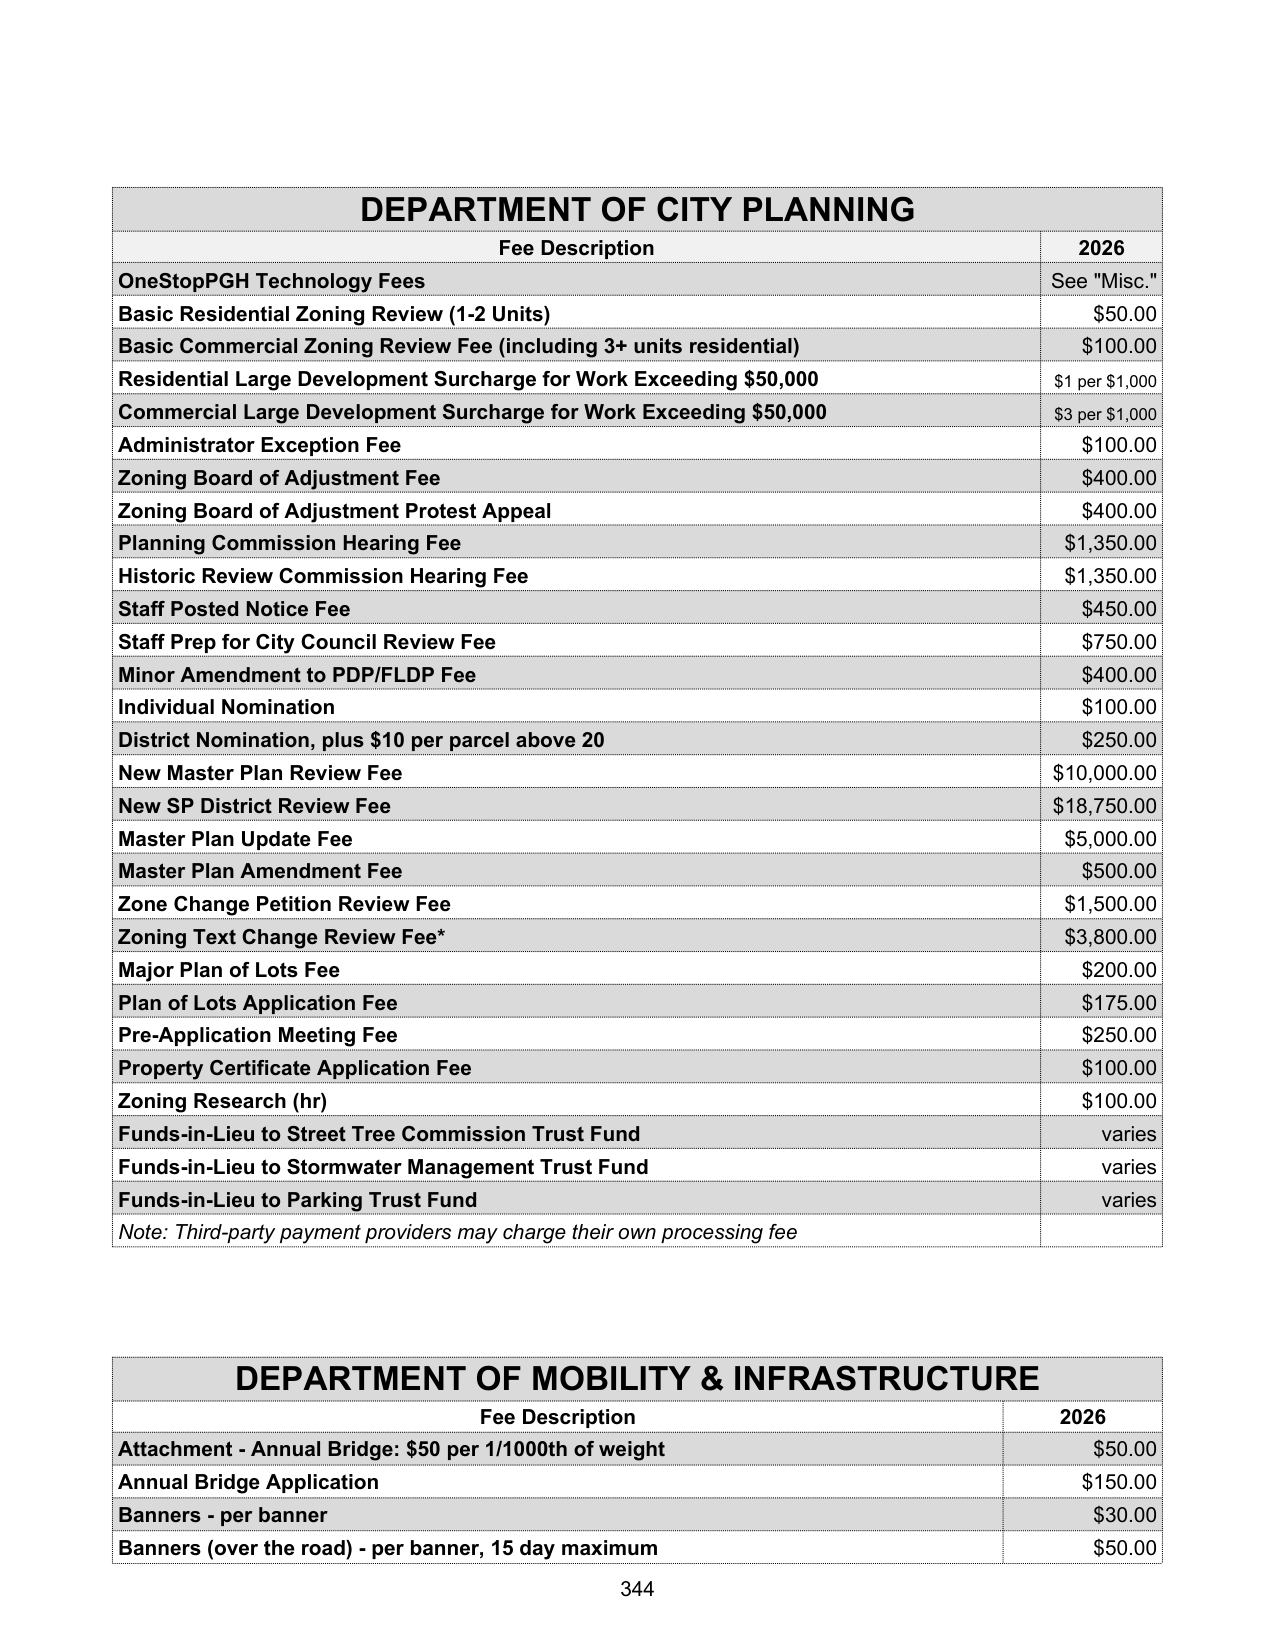 DEPARTMENT OF CITY PLANNING
Fee Description 2026
OneStopPGH Technology Fees See "Misc."
Basic Residential Zoning Review (1-2 Units) $50.00
Basic Commercial Zoning Review Fee (including 3+ units residential) $100.00
Residential Large Development Surcharge for Work Exceeding $50,000 $1 per $1,000
Commercial Large Development Surcharge for Work Exceeding $50,000 $3 per $1,000
Administrator Exception Fee $100.00
Zoning Board of Adjustment Fee $400.00
Zoning Board of Adjustment Protest Appeal $400.00
Planning Commission Hearing Fee $1,350.00
Historic Review Commission Hearing Fee $1,350.00
Staff Posted Notice Fee $450.00
Staff Prep for City Council Review Fee $750.00
Minor Amendment to PDP/FLDP Fee $400.00
Individual Nomination $100.00
District Nomination, plus $10 per parcel above 20 $250.00
New Master Plan Review Fee $10,000.00
New SP District Review Fee $18,750.00
Master Plan Update Fee $5,000.00
Master Plan Amendment Fee $500.00
Zone Change Petition Review Fee $1,500.00
Zoning Text Change Review Fee* $3,800.00
Major Plan of Lots Fee $200.00
Plan of Lots Application Fee $175.00
Pre-Application Meeting Fee $250.00
Property Certificate Application Fee $100.00
Zoning Research (hr) $100.00
Funds-in-Lieu to Street Tree Commission Trust Fund varies
Funds-in-Lieu to Stormwater Management Trust Fund varies
Funds-in-Lieu to Parking Trust Fund varies
Note: Third-party payment providers may charge their own processing fee
DEPARTMENT OF MOBILITY & INFRASTRUCTURE
Fee Description 2026
Attachment - Annual Bridge: $50 per 1/1000th of weight $50.00
Annual Bridge Application $150.00
Banners - per banner $30.00
Banners (over the road) - per banner, 15 day maximum $50.00
344